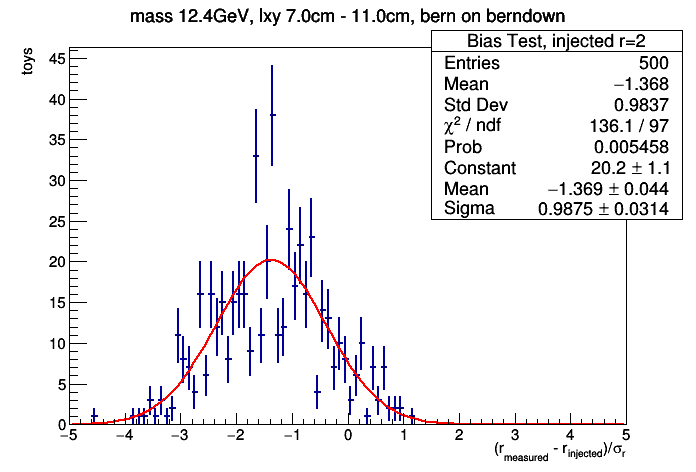 mass 12.4GeV, lxy 7.0cm - 11.0cm, bern on berndown
Bias Test, injected r=2
Entries 500
Mean −1.368
Std Dev 0.9837
χ² / ndf 136.1 / 97
Prob 0.005458
Constant 20.2 ± 1.1
Mean −1.369 ± 0.044
Sigma 0.9875 ± 0.0314
toys
45
40
35
30
25
20
15
10
5
0
−5 −4 −3 −2 −1 0 1 2 3 4 5
(r_measured - r_injected)/σ_r